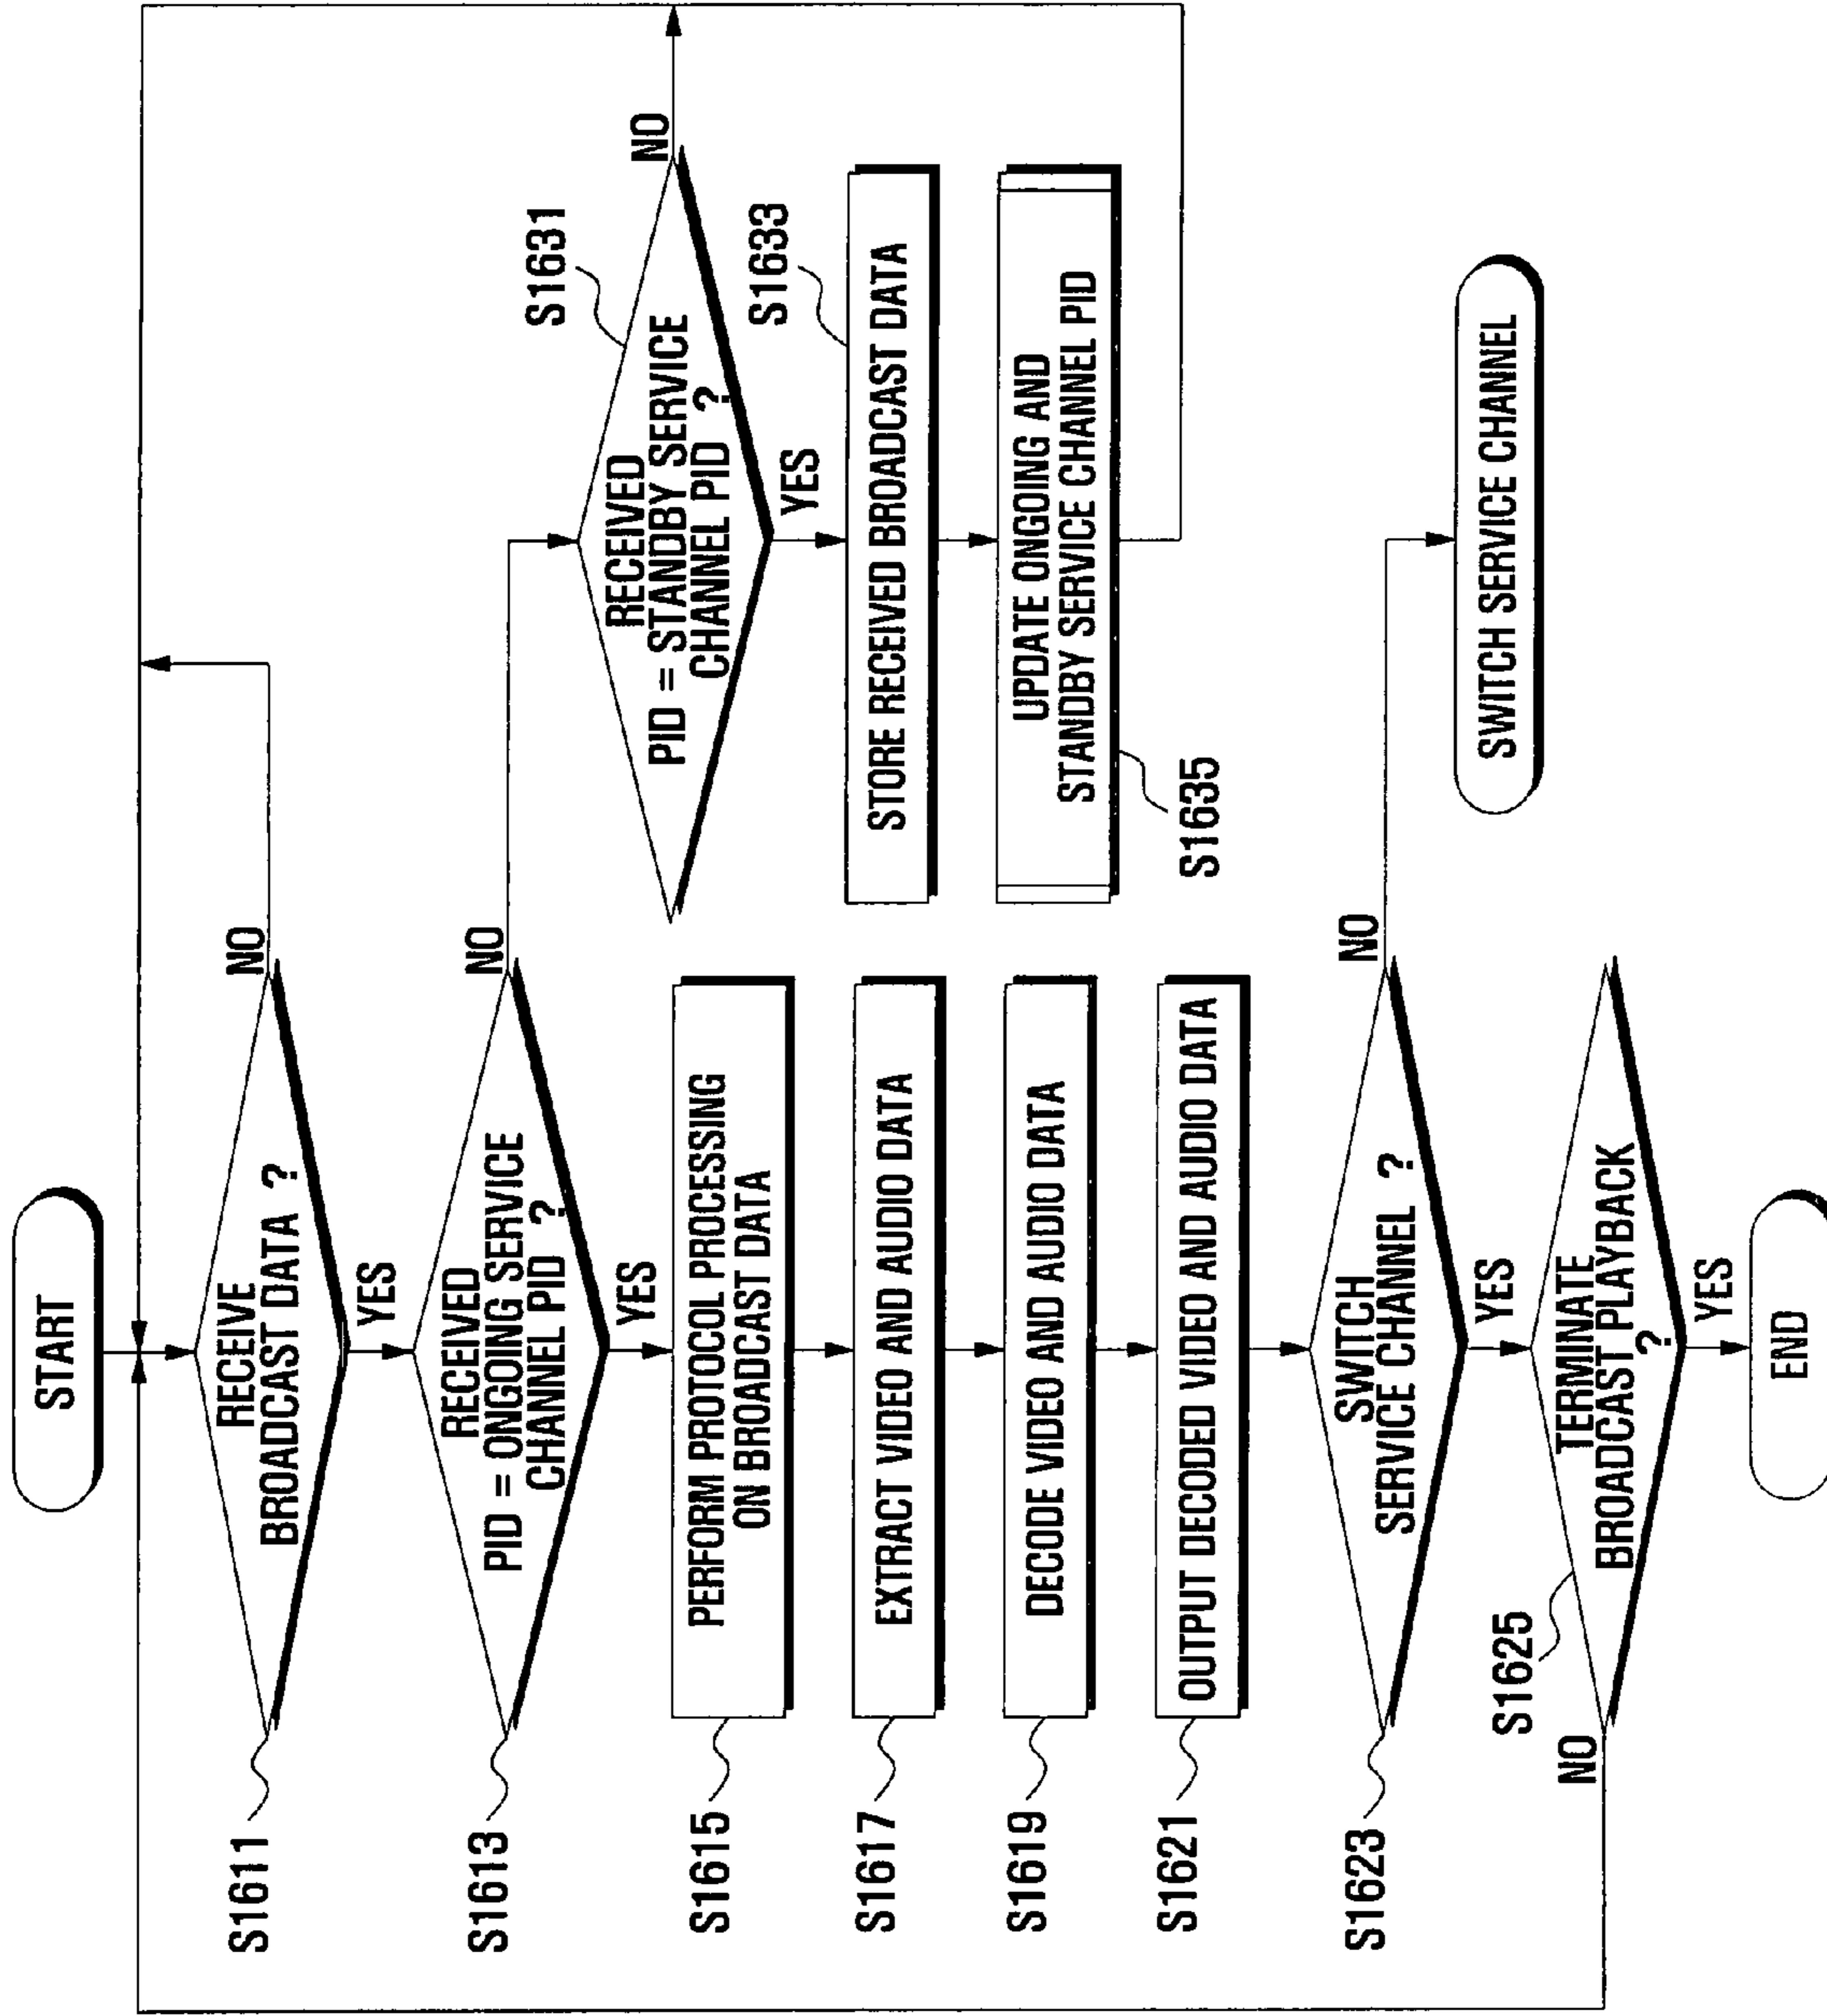 START
S1611
RECEIVE
BROADCAST DATA ?
NO
YES
S1613
RECEIVED
PID = ONGOING SERVICE
CHANNEL PID ?
NO
YES
S1615
PERFORM PROTOCOL PROCESSING
ON BROADCAST DATA
S1617
EXTRACT VIDEO AND AUDIO DATA
S1619
DECODE VIDEO AND AUDIO DATA
S1621
OUTPUT DECODED VIDEO AND AUDIO DATA
S1623
SWITCH
SERVICE CHANNEL ?
NO
YES
S1625
TERMINATE
BROADCAST PLAYBACK
?
NO
YES
END
S1631
RECEIVED
PID = STANDBY SERVICE
CHANNEL PID ?
NO
YES
S1633
STORE RECEIVED BROADCAST DATA
UPDATE ONGOING AND
STANDBY SERVICE CHANNEL PID
S1635
SWITCH SERVICE CHANNEL